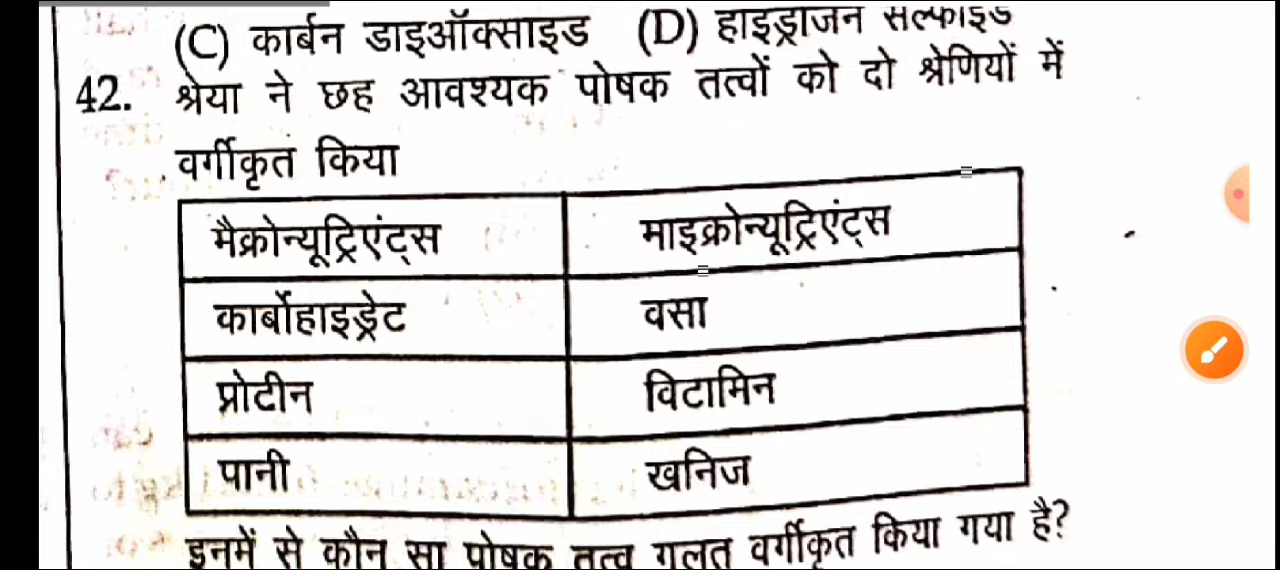 (C) कार्बन डाइऑक्साइड (D) हाइड्राजन सल्फाइड
42. श्रेया ने छह आवश्यक पोषक तत्वों को दो श्रेणियों में
वर्गीकृत किया
मैक्रोन्यूट्रिएंट्स माइक्रोन्यूट्रिएंट्स
कार्बोहाइड्रेट वसा
प्रोटीन विटामिन
पानी खनिज
इनमें से कौन सा पोषक तत्व गलत वर्गीकृत किया गया है?